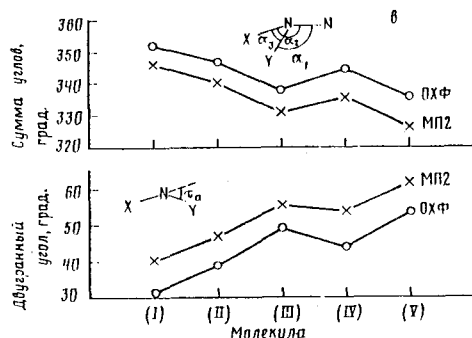 в
N N
X α₃ α₂
Y α₁
360
350
340
330
320
Сумма углов, град.
ОХФ
МП2
X N τₐ
Y
60
50
40
30
Двугранный угол, град.
МП2
ОХФ
(I) (II) (III) (IV) (V)
Молекула